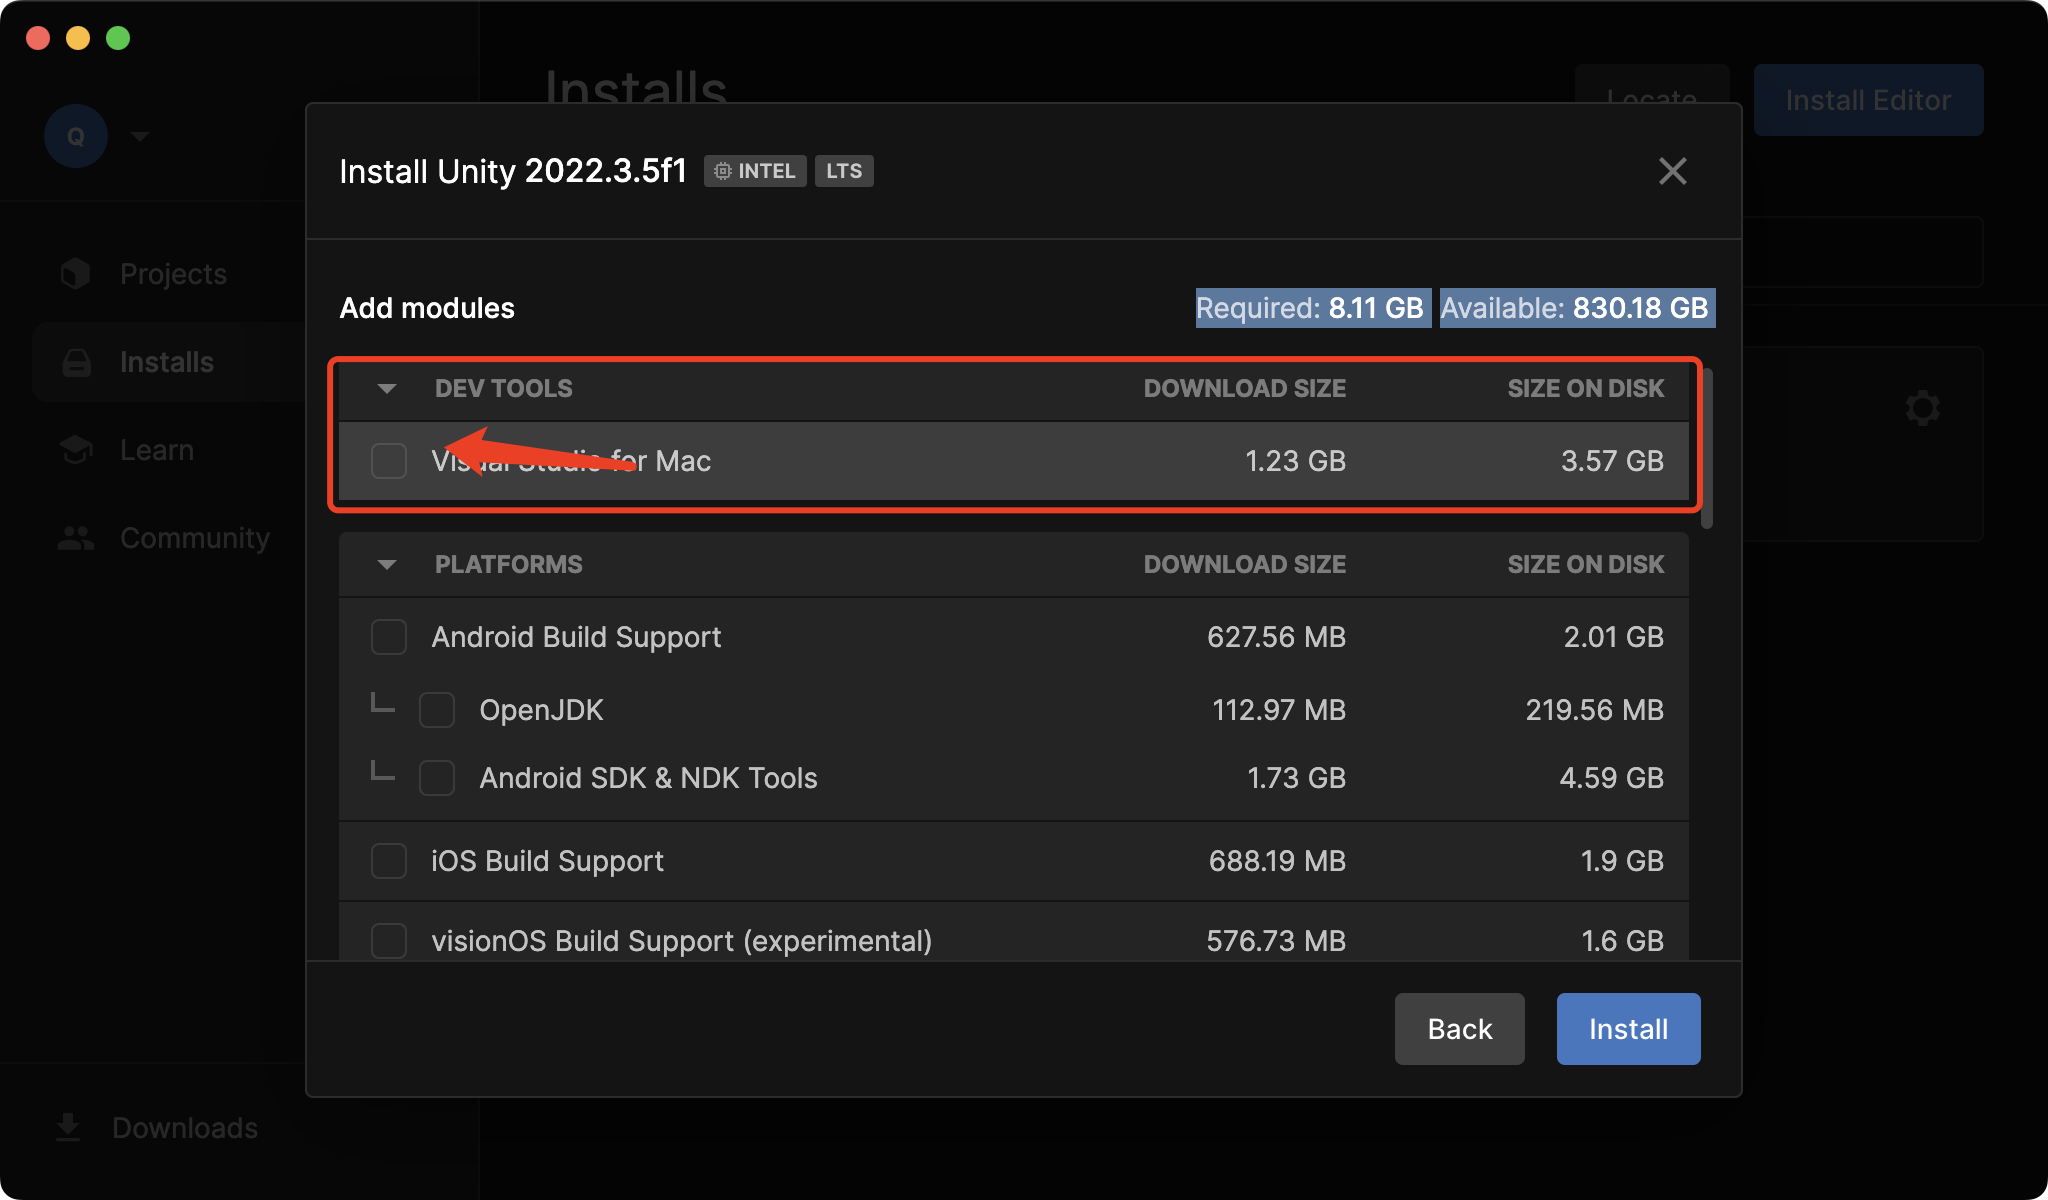 Installs
Locate
Install Editor
Q
Install Unity 2022.3.5f1 INTEL LTS
Projects
Installs
Learn
Community
Downloads
Add modules
Required: 8.11 GB Available: 830.18 GB
DEV TOOLS DOWNLOAD SIZE SIZE ON DISK
Visual Studio for Mac 1.23 GB 3.57 GB
PLATFORMS DOWNLOAD SIZE SIZE ON DISK
Android Build Support 627.56 MB 2.01 GB
OpenJDK 112.97 MB 219.56 MB
Android SDK & NDK Tools 1.73 GB 4.59 GB
iOS Build Support 688.19 MB 1.9 GB
visionOS Build Support (experimental) 576.73 MB 1.6 GB
Back Install